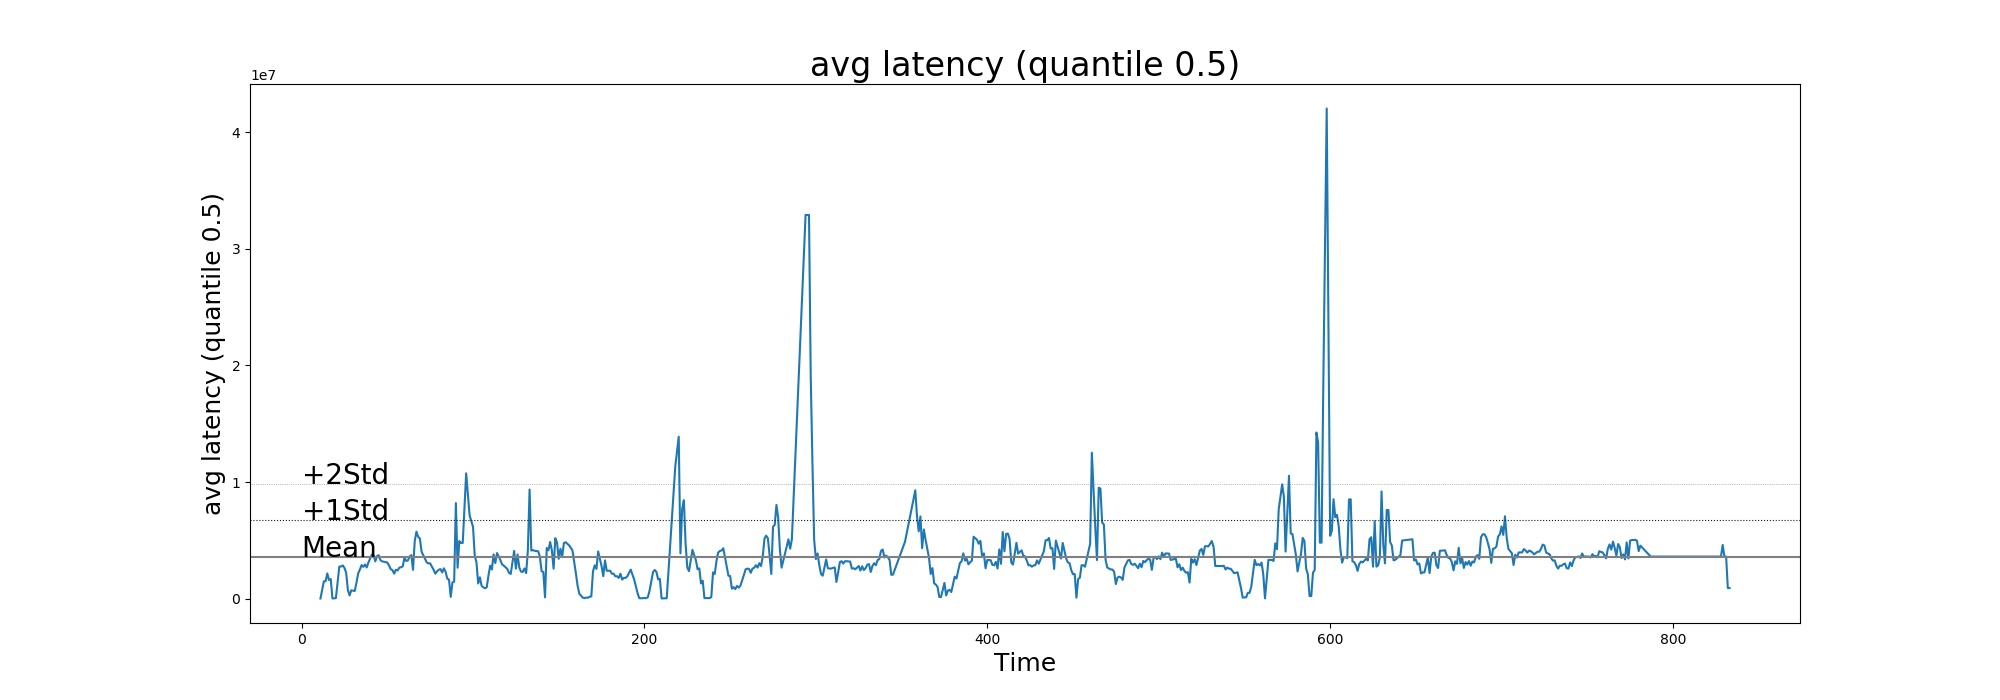 avg latency (quantile 0.5)
1e7
4
3
2
1
0
avg latency (quantile 0.5)
+2Std
+1Std
Mean
0 200 400 600 800
Time